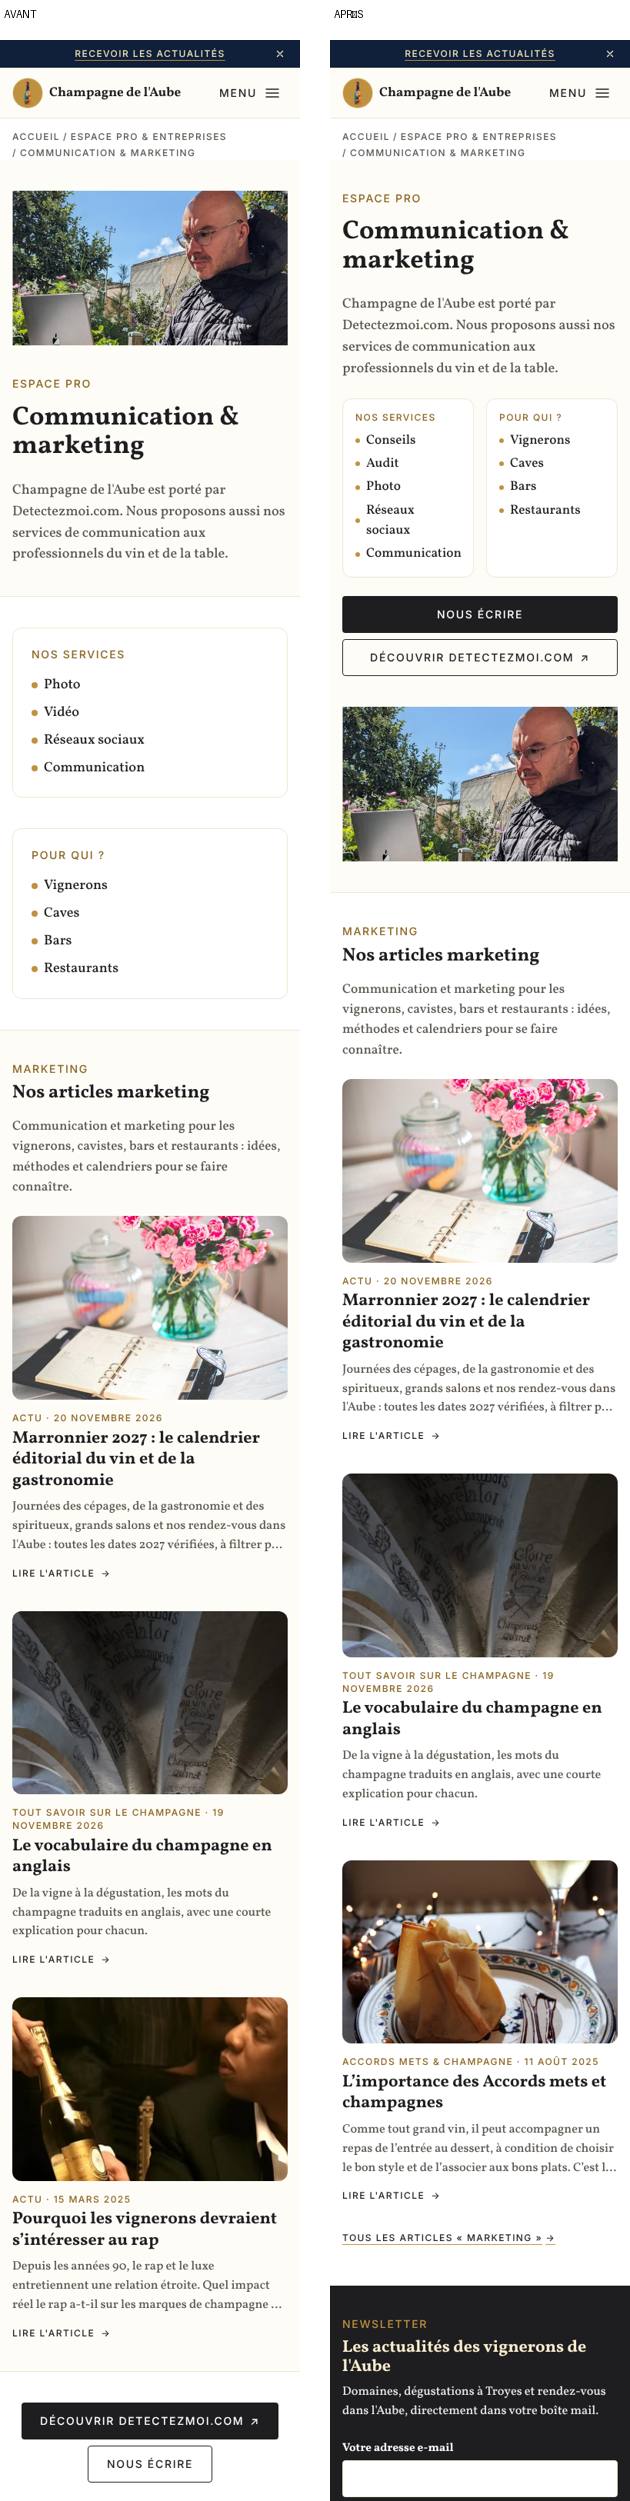 AVANT
RECEVOIR LES ACTUALITÉS ×
Champagne de l'Aube MENU
ACCUEIL / ESPACE PRO & ENTREPRISES
/ COMMUNICATION & MARKETING
ESPACE PRO
Communication &
marketing
Champagne de l'Aube est porté par
Detectezmoi.com. Nous proposons aussi nos
services de communication aux
professionnels du vin et de la table.
NOS SERVICES
Photo
Vidéo
Réseaux sociaux
Communication
POUR QUI ?
Vignerons
Caves
Bars
Restaurants
MARKETING
Nos articles marketing
Communication et marketing pour les
vignerons, cavistes, bars et restaurants : idées,
méthodes et calendriers pour se faire
connaître.
ACTU · 20 NOVEMBRE 2026
Marronnier 2027 : le calendrier
éditorial du vin et de la
gastronomie
Journées des cépages, de la gastronomie et des
spiritueux, grands salons et nos rendez-vous dans
l'Aube : toutes les dates 2027 vérifiées, à filtrer p…
LIRE L'ARTICLE →
TOUT SAVOIR SUR LE CHAMPAGNE · 19
NOVEMBRE 2026
Le vocabulaire du champagne en
anglais
De la vigne à la dégustation, les mots du
champagne traduits en anglais, avec une courte
explication pour chacun.
LIRE L'ARTICLE →
ACTU · 15 MARS 2025
Pourquoi les vignerons devraient
s’intéresser au rap
Depuis les années 90, le rap et le luxe
entretiennent une relation étroite. Quel impact
réel le rap a-t-il sur les marques de champagne …
LIRE L'ARTICLE →
DÉCOUVRIR DETECTEZMOI.COM ↗
NOUS ÉCRIRE
RECEVOIR LES ACTUALITÉS ×
Champagne de l'Aube MENU
ACCUEIL / ESPACE PRO & ENTREPRISES
/ COMMUNICATION & MARKETING
ESPACE PRO
Communication &
marketing
Champagne de l'Aube est porté par
Detectezmoi.com. Nous proposons aussi nos
services de communication aux
professionnels du vin et de la table.
NOS SERVICES
Conseils
Audit
Photo
Réseaux
sociaux
Communication
POUR QUI ?
Vignerons
Caves
Bars
Restaurants
NOUS ÉCRIRE
DÉCOUVRIR DETECTEZMOI.COM ↗
MARKETING
Nos articles marketing
Communication et marketing pour les
vignerons, cavistes, bars et restaurants : idées,
méthodes et calendriers pour se faire
connaître.
ACTU · 20 NOVEMBRE 2026
Marronnier 2027 : le calendrier
éditorial du vin et de la
gastronomie
Journées des cépages, de la gastronomie et des
spiritueux, grands salons et nos rendez-vous dans
l'Aube : toutes les dates 2027 vérifiées, à filtrer p…
LIRE L'ARTICLE →
TOUT SAVOIR SUR LE CHAMPAGNE · 19
NOVEMBRE 2026
Le vocabulaire du champagne en
anglais
De la vigne à la dégustation, les mots du
champagne traduits en anglais, avec une courte
explication pour chacun.
LIRE L'ARTICLE →
ACCORDS METS & CHAMPAGNE · 11 AOÛT 2025
L’importance des Accords mets et
champagnes
Comme tout grand vin, il peut accompagner un
repas de l’entrée au dessert, à condition de choisir
le bon style et de l’associer aux bons plats. C’est l…
LIRE L'ARTICLE →
TOUS LES ARTICLES « MARKETING » →
NEWSLETTER
Les actualités des vignerons de
l'Aube
Domaines, dégustations à Troyes et rendez-vous
dans l'Aube, directement dans votre boîte mail.
Votre adresse e-mail